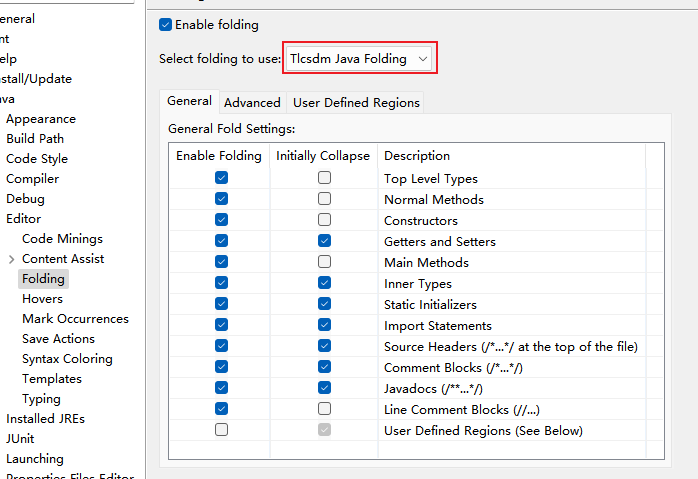 eneral
nt
elp
stall/Update
va
Appearance
Build Path
Code Style
Compiler
Debug
Editor
Code Minings
Content Assist
Folding
Hovers
Mark Occurrences
Save Actions
Syntax Coloring
Templates
Typing
Installed JREs
JUnit
Launching
Properties Files Editor
Enable folding
Select folding to use: Tlcsdm Java Folding
General Advanced User Defined Regions
General Fold Settings:
Enable Folding Initially Collapse Description
Top Level Types
Normal Methods
Constructors
Getters and Setters
Main Methods
Inner Types
Static Initializers
Import Statements
Source Headers (/*...*/ at the top of the file)
Comment Blocks (/*...*/)
Javadocs (/**...*/)
Line Comment Blocks (//...)
User Defined Regions (See Below)